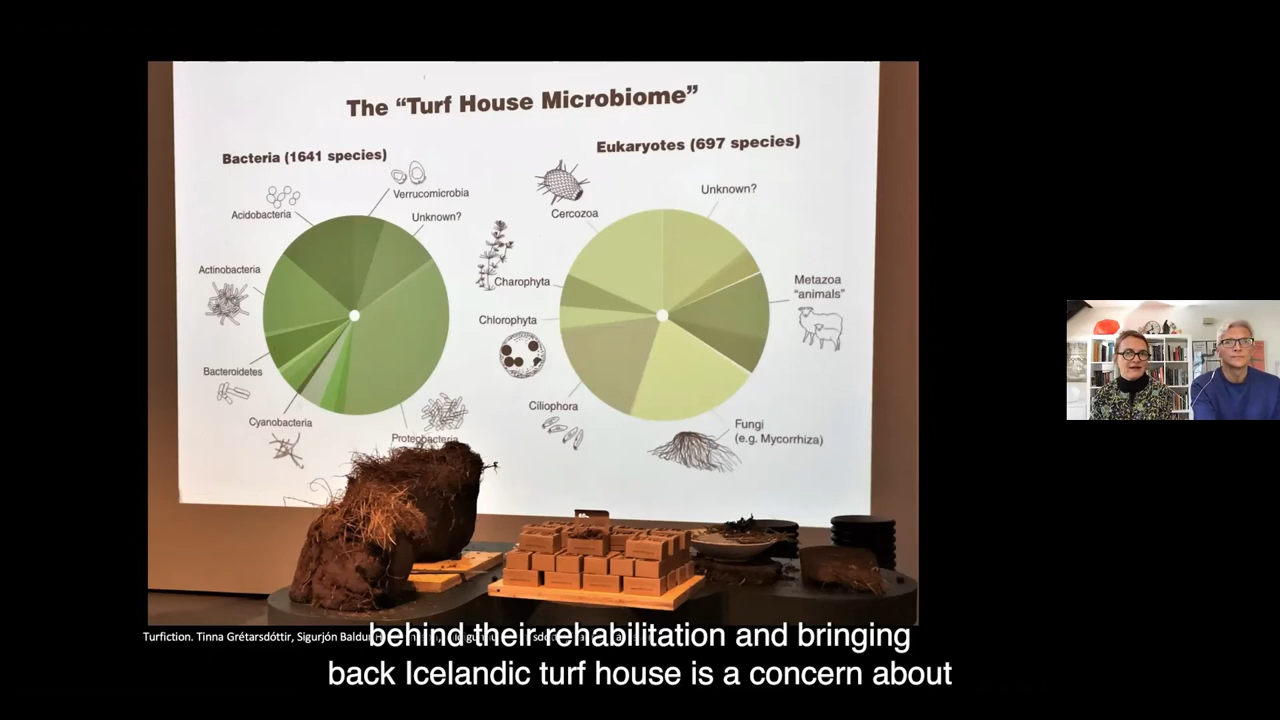 The “Turf House Microbiome”
Bacteria (1641 species)
Eukaryotes (697 species)
Verrucomicrobia
Acidobacteria
Unknown?
Actinobacteria
Bacteroidetes
Cyanobacteria
Proteobacteria
Cercozoa
Unknown?
Charophyta
Metazoa
“animals”
Chlorophyta
Ciliophora
Fungi
(e.g. Mycorrhiza)
Turfiction. Tinna Grétarsdóttir, Sigurjón Baldur
behind their rehabilitation and bringing
back Icelandic turf house is a concern about